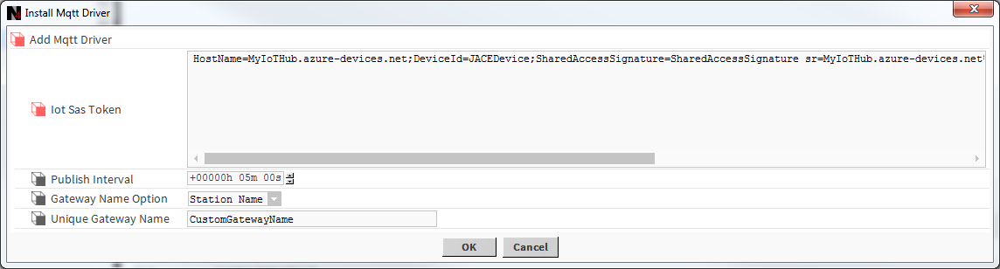 Install Mqtt Driver
Add Mqtt Driver
Iot Sas Token
HostName=MyIoTHub.azure-devices.net;DeviceId=JACEDevice;SharedAccessSignature=SharedAccessSignature sr=MyIoTHub.azure-devices.net
Publish Interval
+00000h 05m 00s
Gateway Name Option
Station Name
Unique Gateway Name
CustomGatewayName
OK
Cancel